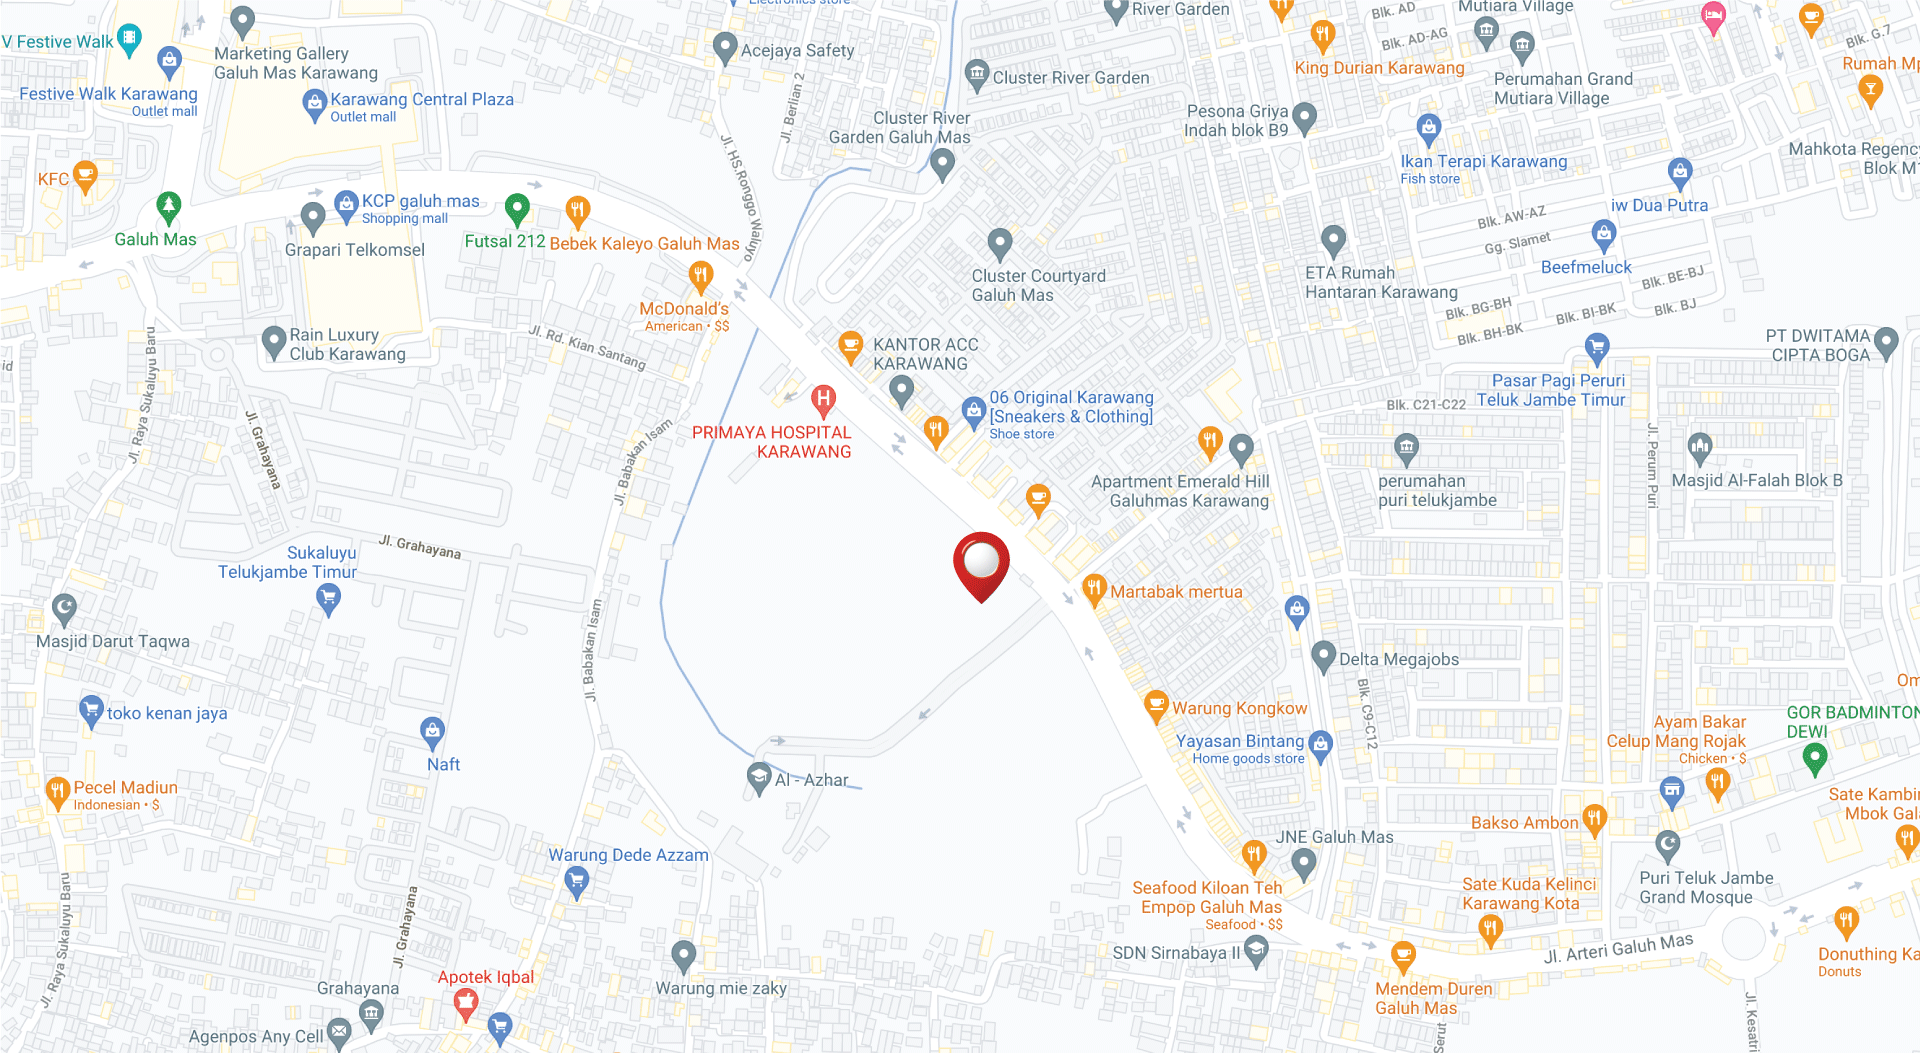 Electronics store
River Garden
Blk. AD
Mutiara Village
V Festive Walk
Marketing Gallery
Galuh Mas Karawang
Acejaya Safety
Blk. AD-AG
Blk. G.7
King Durian Karawang
Cluster River Garden
Perumahan Grand
Mutiara Village
Rumah Mp
Festive Walk Karawang
Outlet mall
Karawang Central Plaza
Outlet mall
Jl. Berlian 2
Cluster River
Garden Galuh Mas
Pesona Griya
Indah blok B9
Jl. HS.Ronggo Waluyo
Ikan Terapi Karawang
Fish store
Mahkota Regency
Blok M1
KFC
KCP galuh mas
Shopping mall
iw Dua Putra
Blk. AW-AZ
Galuh Mas
Grapari Telkomsel
Futsal 212
Bebek Kaleyo Galuh Mas
Gg. Slamet
Beefmeluck
Cluster Courtyard
Galuh Mas
ETA Rumah
Hantaran Karawang
Blk. BE-BJ
McDonald's
American • $$
Blk. BG-BH
Blk. BI-BK
Blk. BJ
Blk. BH-BK
Rain Luxury
Club Karawang
Jl. Rd. Kian Santang
KANTOR ACC
KARAWANG
PT DWITAMA
CIPTA BOGA
id
Jl. Raya Sukaluyu Baru
Pasar Pagi Peruri
Teluk Jambe Timur
06 Original Karawang
[Sneakers & Clothing]
Shoe store
Blk. C21-C22
PRIMAYA HOSPITAL
KARAWANG
Jl. Grahayana
Jl. Babakan Isam
Jl. Perum Puri
Apartment Emerald Hill
Galuhmas Karawang
perumahan
puri telukjambe
Masjid Al-Falah Blok B
Jl. Grahayana
Sukaluyu
Telukjambe Timur
Martabak mertua
Masjid Darut Taqwa
Jl. Babakan Isam
Delta Megajobs
Om
Blk. C9-C12
toko kenan jaya
Warung Kongkow
GOR BADMINTON
DEWI
Ayam Bakar
Celup Mang Rojak
Chicken • $
Yayasan Bintang
Home goods store
Naft
Al - Azhar
Pecel Madiun
Indonesian • $
Sate Kambin
Mbok Gala
Bakso Ambon
JNE Galuh Mas
Warung Dede Azzam
Seafood Kiloan Teh
Empop Galuh Mas
Seafood • $$
Sate Kuda Kelinci
Karawang Kota
Puri Teluk Jambe
Grand Mosque
Jl. Raya Sukaluyu Baru
Jl. Grahayana
SDN Sirnabaya II
Jl. Arteri Galuh Mas
Donuthing Ka
Donuts
Apotek Iqbal
Grahayana
Warung mie zaky
Mendem Duren
Galuh Mas
Agenpos Any Cell
Serut
Jl. Kesatri